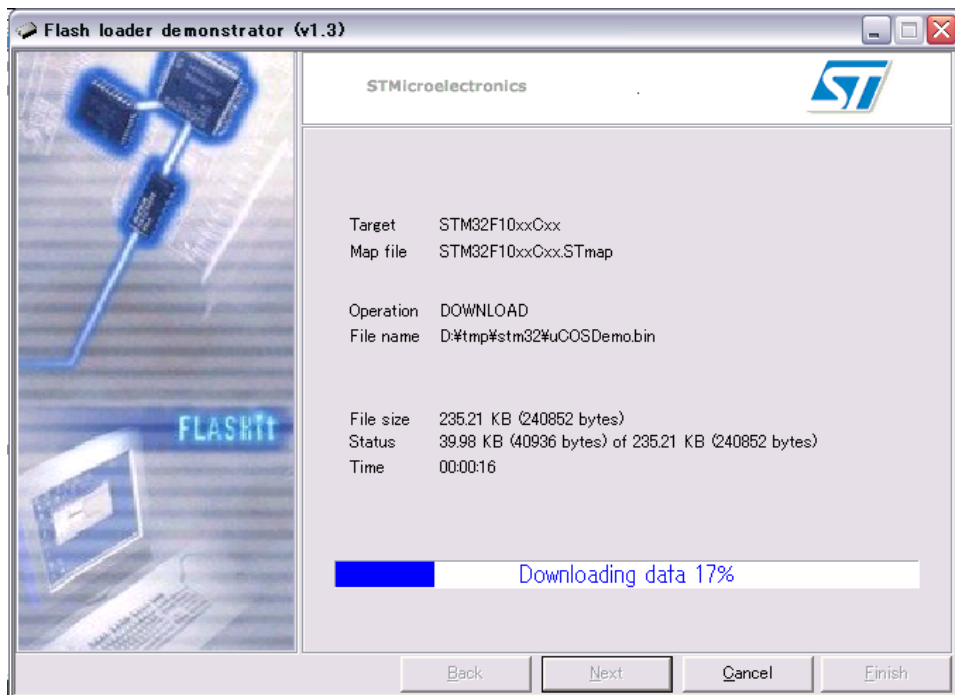 Flash loader demonstrator (v1.3)
STMicroelectronics
ST
Target STM32F10xxCxx
Map file STM32F10xxCxx.STmap
Operation DOWNLOAD
File name D:¥tmp¥stm32¥uCOSDemo.bin
File size 235.21 KB (240852 bytes)
Status 39.98 KB (40936 bytes) of 235.21 KB (240852 bytes)
Time 00:00:16
FLASHit
Downloading data 17%
Back Next Cancel Finish